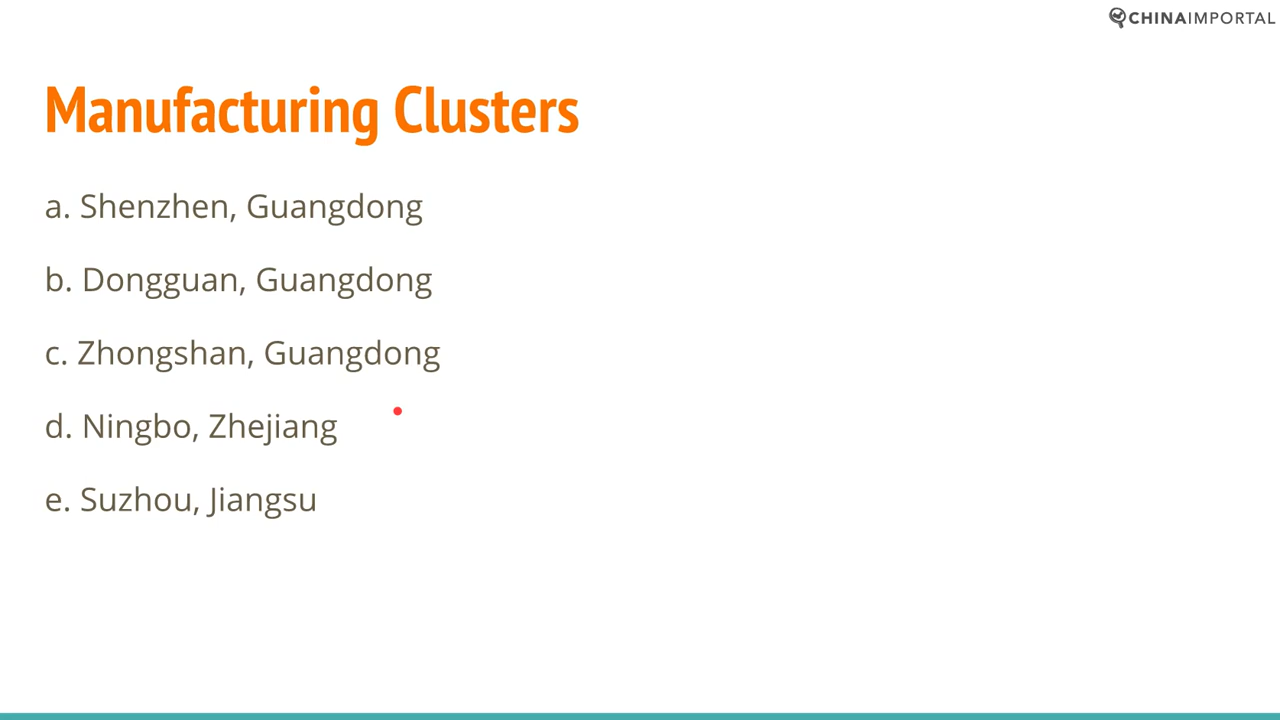 CHINAIMPORTAL
Manufacturing Clusters
a. Shenzhen, Guangdong
b. Dongguan, Guangdong
c. Zhongshan, Guangdong
d. Ningbo, Zhejiang
e. Suzhou, Jiangsu